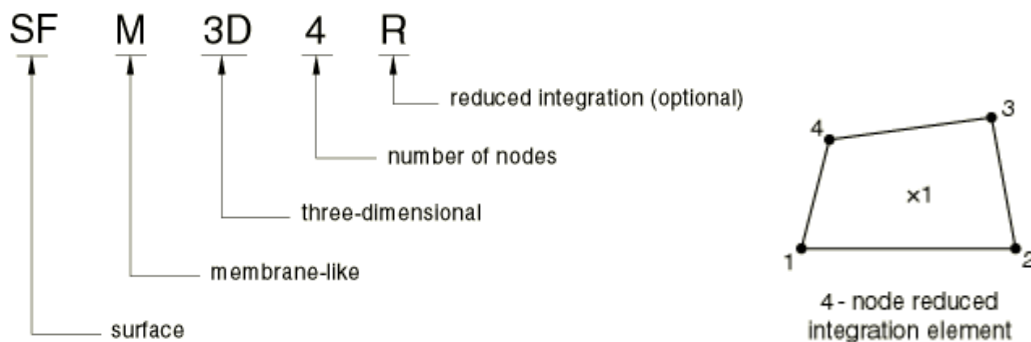 SF M 3D 4 R
reduced integration (optional)
number of nodes
three-dimensional
membrane-like
surface
4
3
×1
1
2
4 - node reduced
integration element